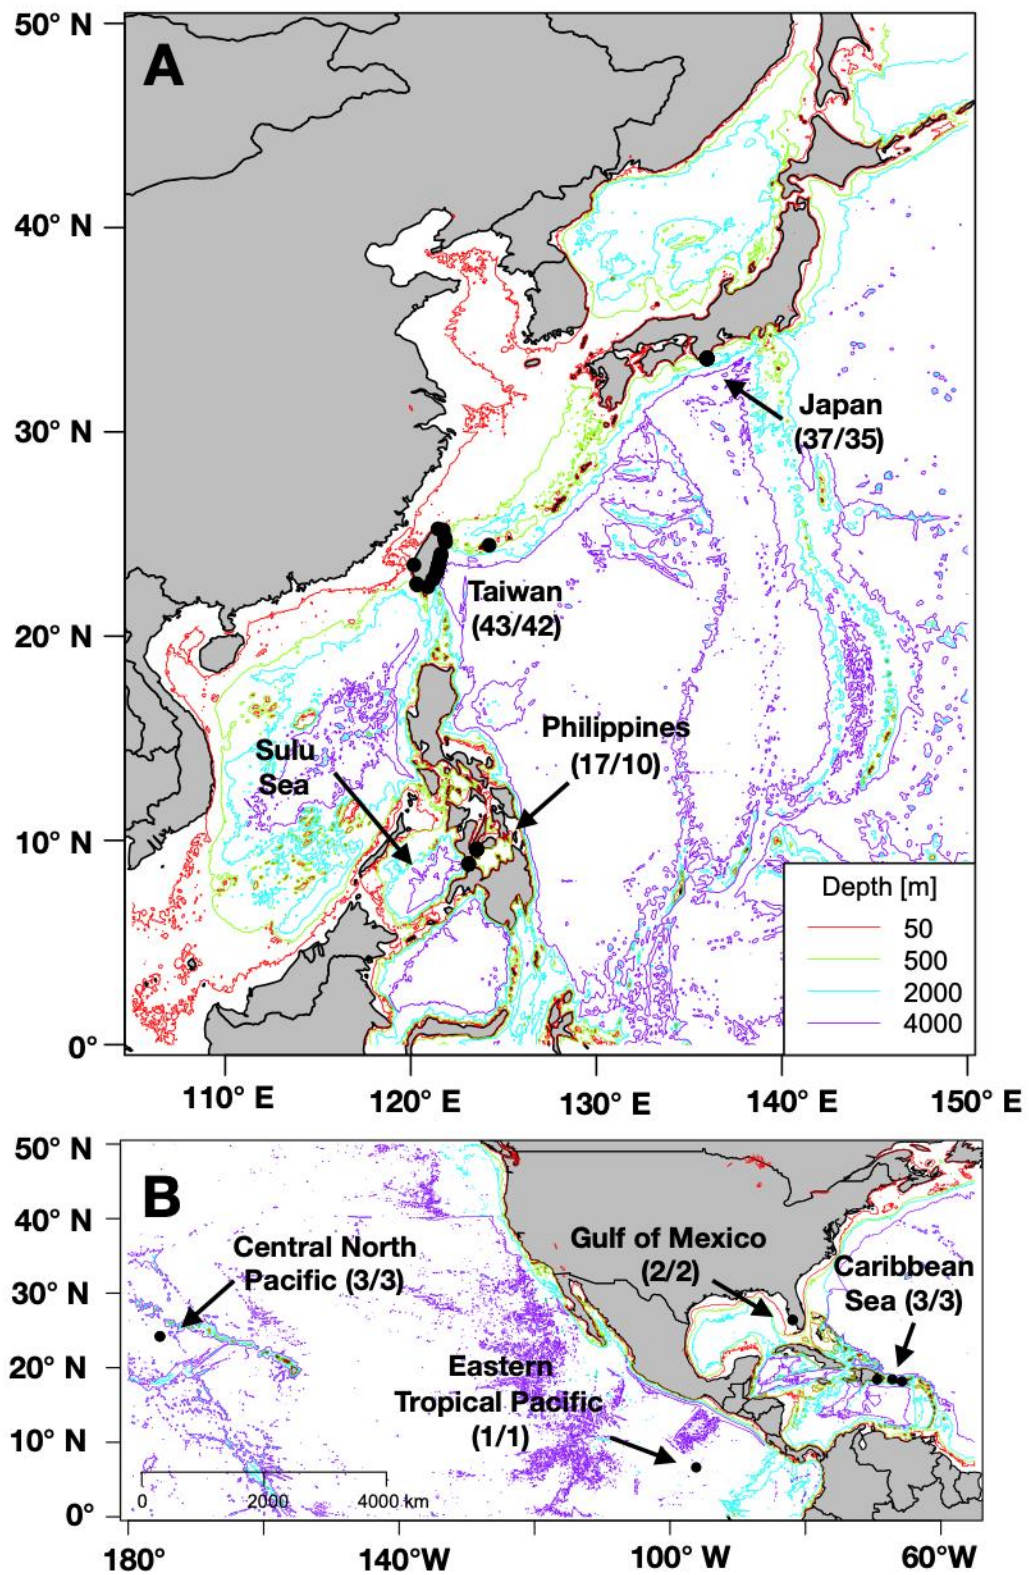 A
50° N
40° N
30° N
20° N
10° N
0°
Japan
(37/35)
Taiwan
(43/42)
Philippines
(17/10)
Sulu
Sea
Depth [m]
50
500
2000
4000
110° E
120° E
130° E
140° E
150° E
B
50° N
40° N
30° N
20° N
10° N
0°
Central North
Pacific (3/3)
Gulf of Mexico
(2/2)
Caribbean
Sea (3/3)
Eastern
Tropical Pacific
(1/1)
0
2000
4000 km
180°
140°W
100° W
60°W